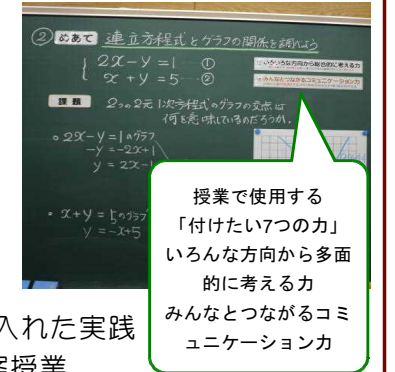 ② めあて 連立方程式とグラフの関係を調べよう
2x-y=1 ①
x+y=5 …②
いろいろな方向から総合的に考える力
みんなとつながるコミュニケーション力
課題 2つの2元1次方程式のグラフの交点は
何を意味しているのだろうか。
○2x-y=1のグラフ
-y=-2x+1
y=2x-1
・x+y=5のグラフ
y=-x+5
授業で使用する
「付けたい7つの力」
いろんな方向から多面
的に考える力
みんなとつながるコミ
ュニケーション力
入れた実践
授業